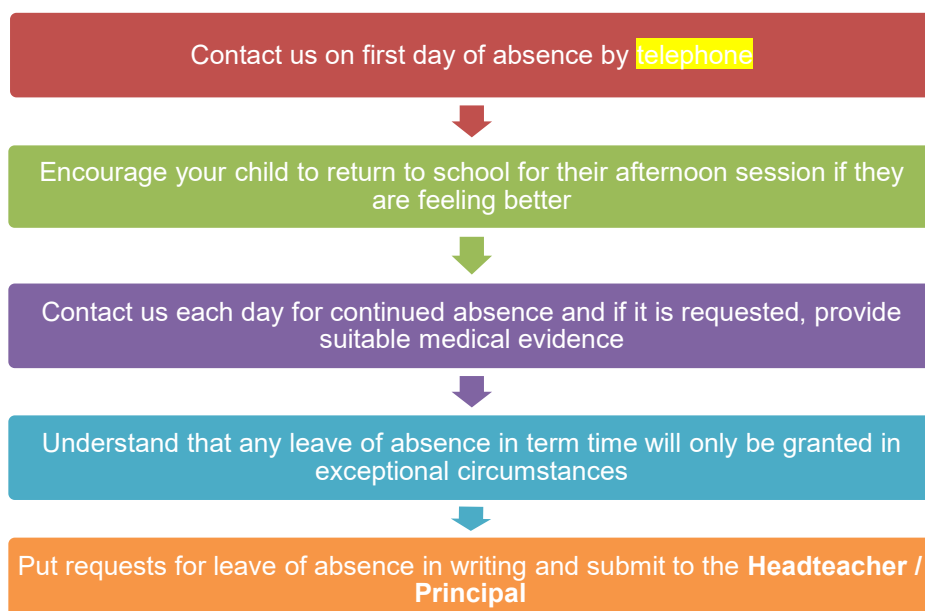 Contact us on first day of absence by telephone
Encourage your child to return to school for their afternoon session if they
are feeling better
Contact us each day for continued absence and if it is requested, provide
suitable medical evidence
Understand that any leave of absence in term time will only be granted in
exceptional circumstances
Put requests for leave of absence in writing and submit to the Headteacher /
Principal